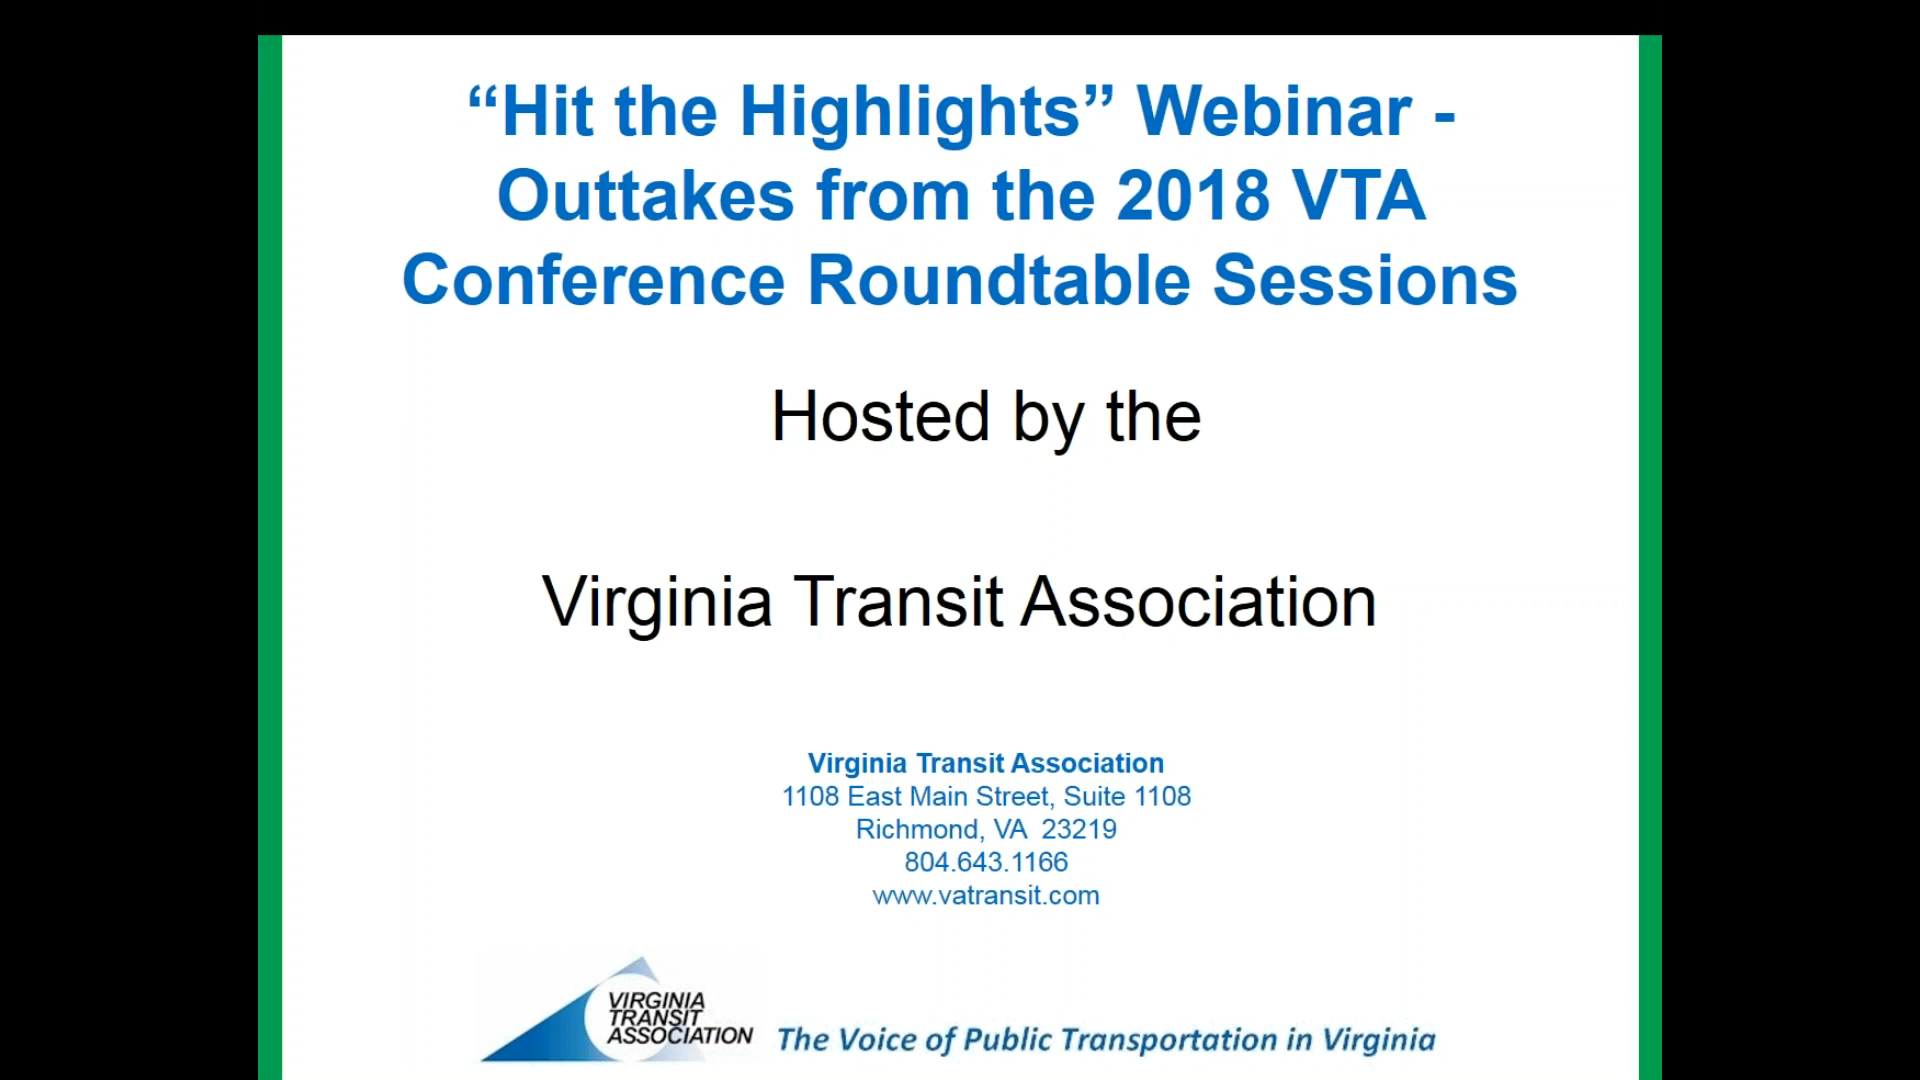 “Hit the Highlights” Webinar -
Outtakes from the 2018 VTA
Conference Roundtable Sessions
Hosted by the
Virginia Transit Association
Virginia Transit Association
1108 East Main Street, Suite 1108
Richmond, VA  23219
804.643.1166
www.vatransit.com
VIRGINIA
TRANSIT
ASSOCIATION
The Voice of Public Transportation in Virginia